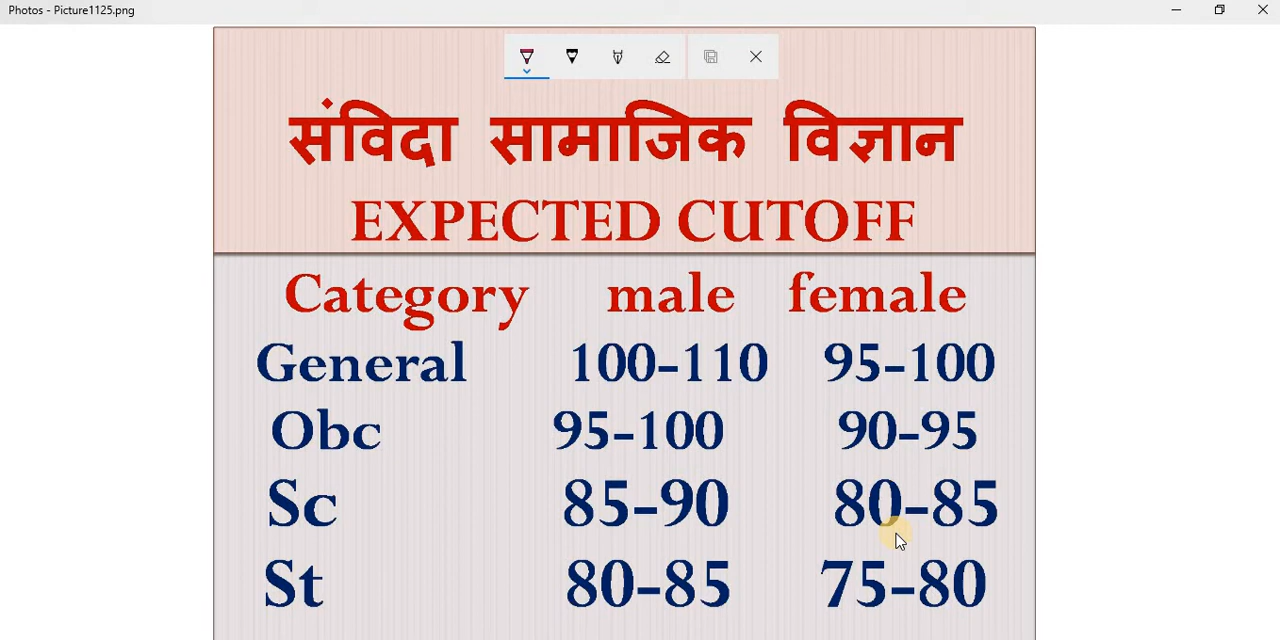 Photos - Picture1125.png
संविदा सामाजिक विज्ञान
EXPECTED CUTOFF
Category male female
General 100-110 95-100
Obc 95-100 90-95
Sc 85-90 80-85
St 80-85 75-80